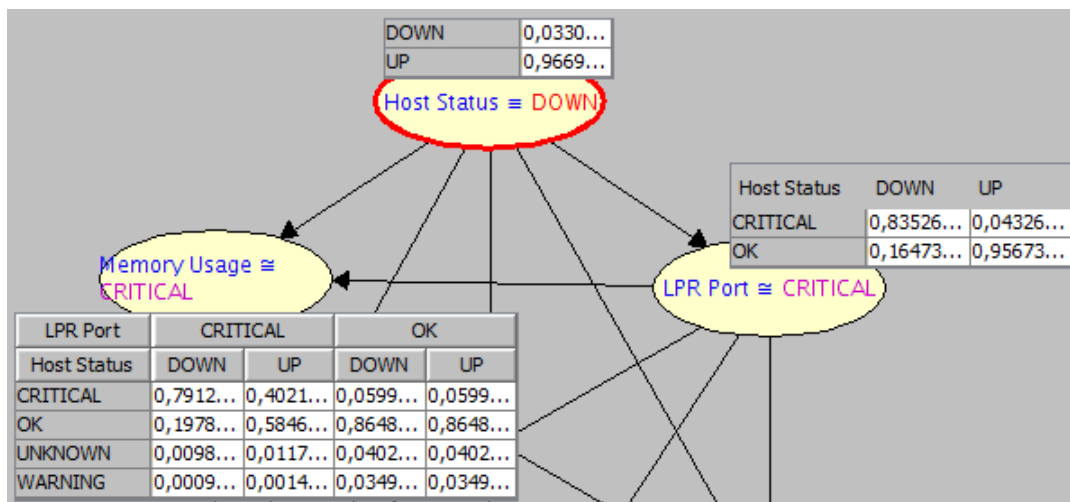 DOWN 0,0330...
UP 0,9669...
Host Status ≅ DOWN
Host Status DOWN UP
CRITICAL 0,83526... 0,04326...
OK 0,16473... 0,95673...
Memory Usage ≅
CRITICAL
LPR Port ≅ CRITICAL
LPR Port CRITICAL OK
Host Status DOWN UP DOWN UP
CRITICAL 0,7912... 0,4021... 0,0599... 0,0599...
OK 0,1978... 0,5846... 0,8648... 0,8648...
UNKNOWN 0,0098... 0,0117... 0,0402... 0,0402...
WARNING 0,0009... 0,0014... 0,0349... 0,0349...